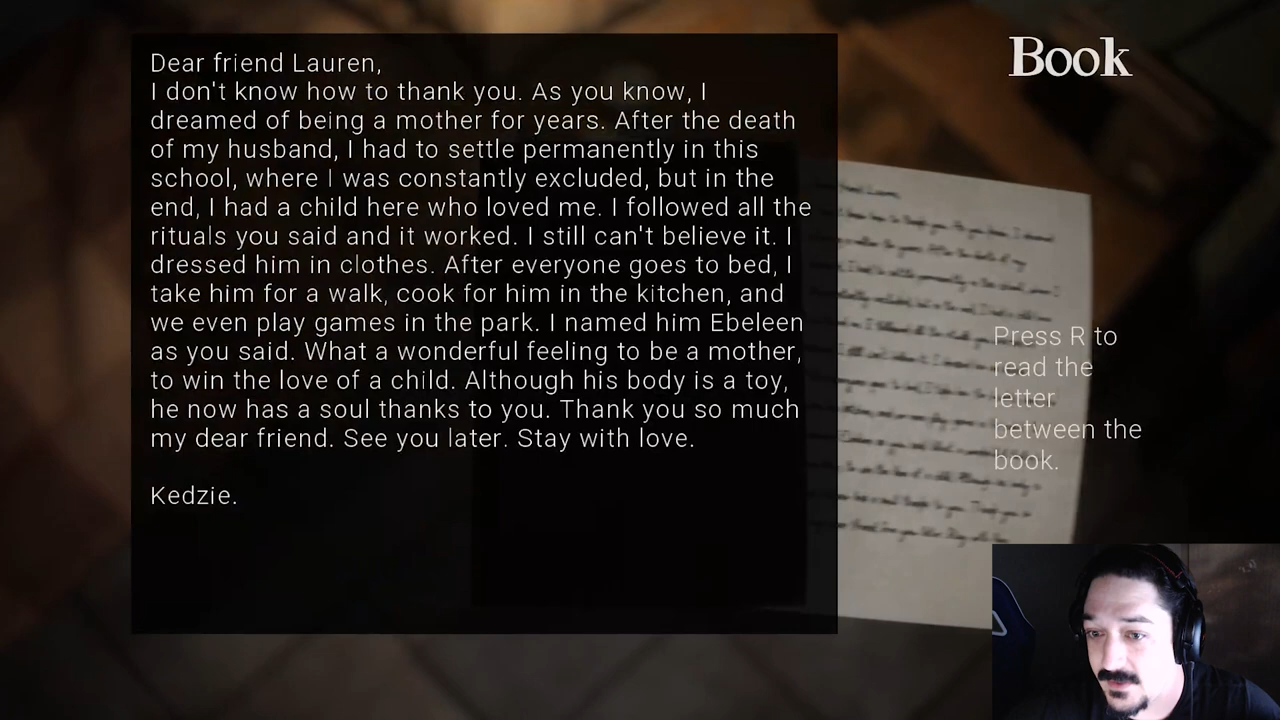 Dear friend Lauren,
I don't know how to thank you. As you know, I
dreamed of being a mother for years. After the death
of my husband, I had to settle permanently in this
school, where I was constantly excluded, but in the
end, I had a child here who loved me. I followed all the
rituals you said and it worked. I still can't believe it. I
dressed him in clothes. After everyone goes to bed, I
take him for a walk, cook for him in the kitchen, and
we even play games in the park. I named him Ebeleen
as you said. What a wonderful feeling to be a mother,
to win the love of a child. Although his body is a toy,
he now has a soul thanks to you. Thank you so much
my dear friend. See you later. Stay with love.
Kedzie.
Book
Press R to
read the
letter
between the
book.